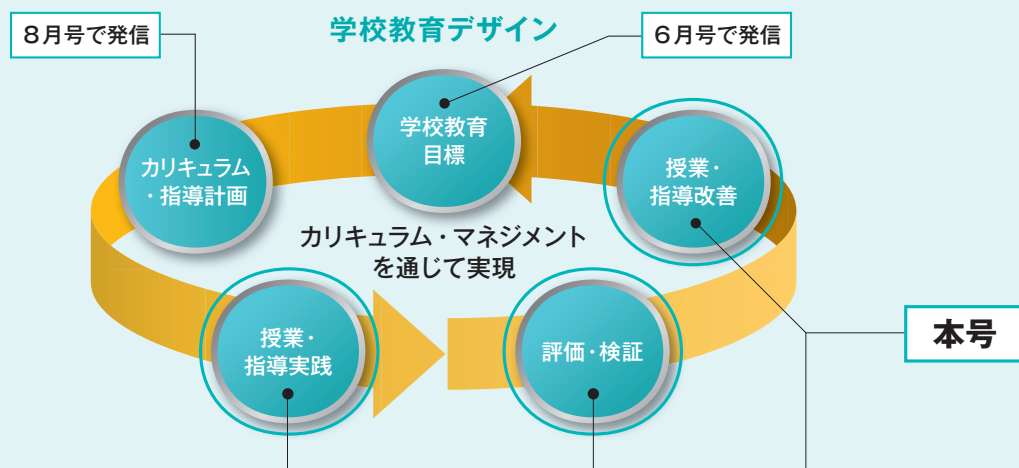 学校教育デザイン
8月号で発信
6月号で発信
学校教育
目標
カリキュラム
・指導計画
授業・
指導改善
カリキュラム・マネジメント
を通じて実現
授業・
指導実践
評価・検証
本号